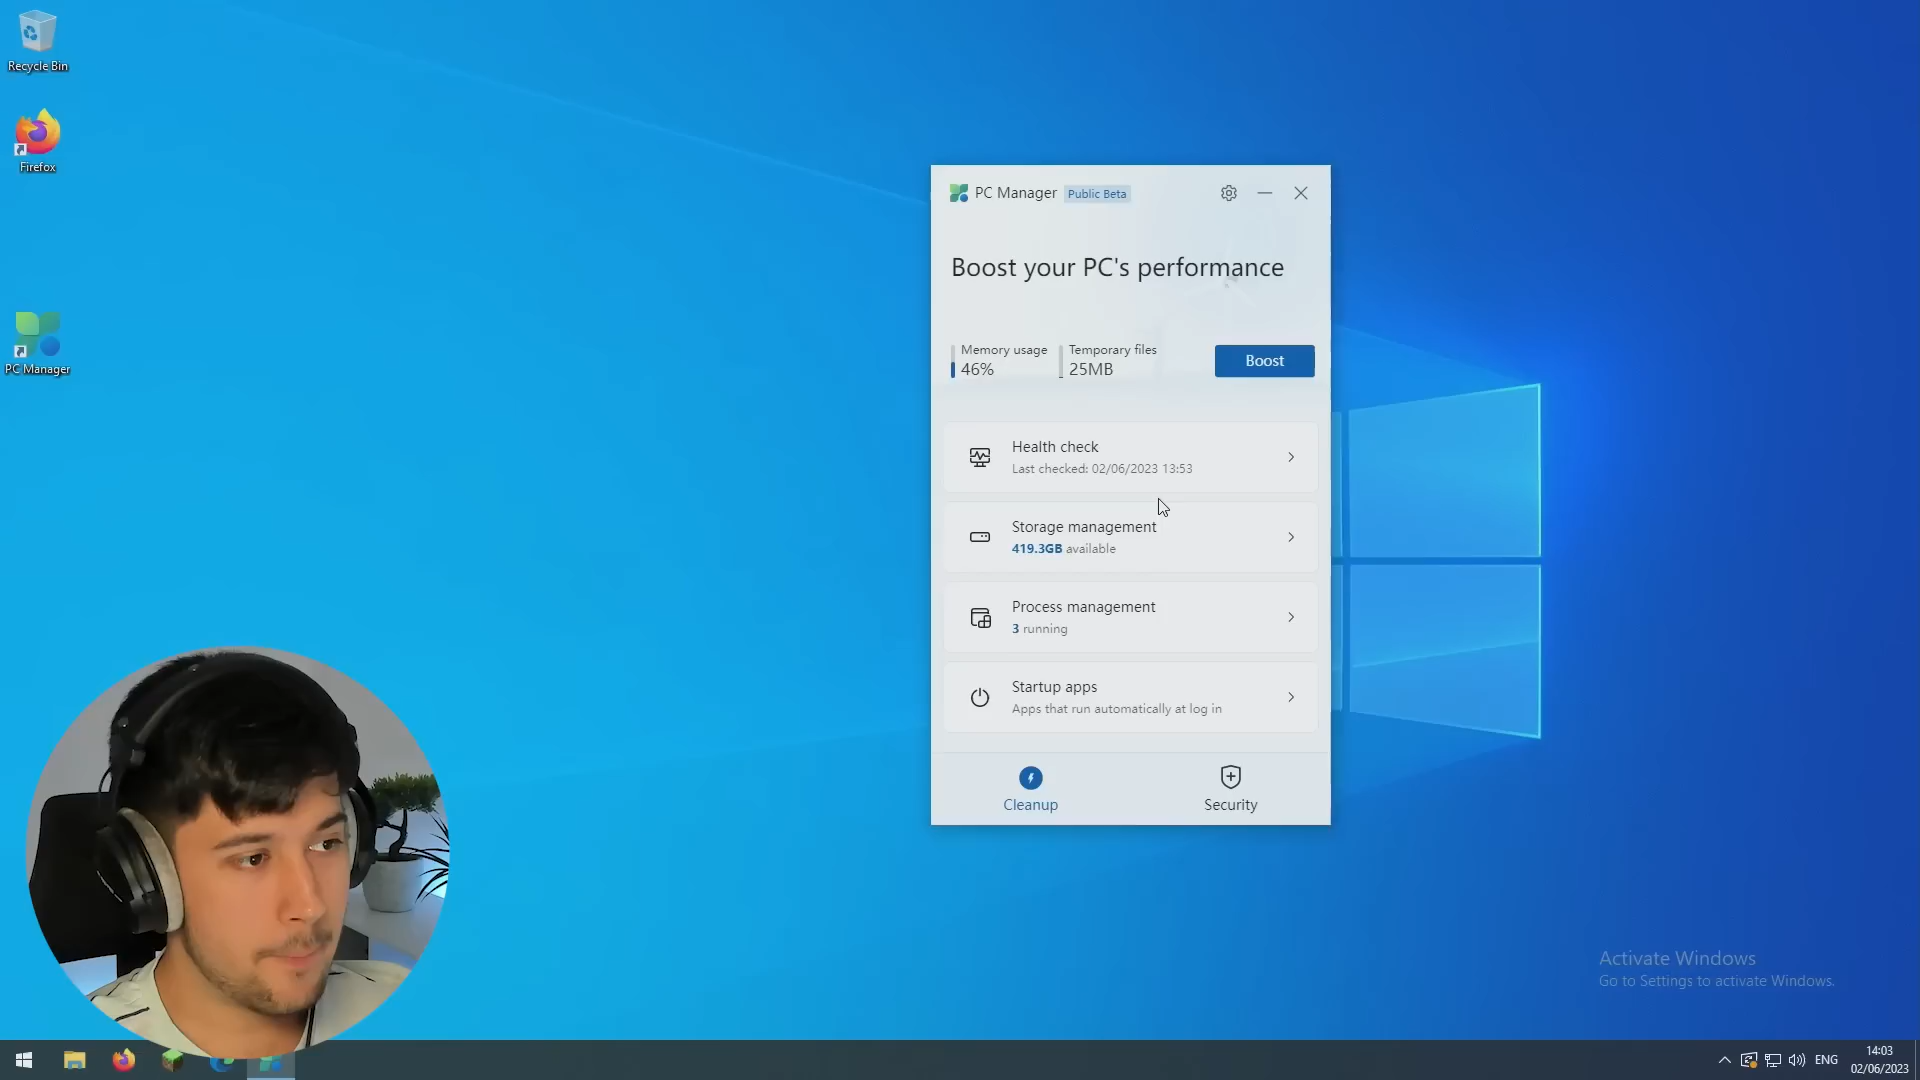 Recycle Bin
Firefox
PC Manager
PC Manager Public Beta
Boost your PC's performance
Memory usage
46%
Temporary files
25MB
Boost
Health check
Last checked: 02/06/2023 13:53
Storage management
419.3GB available
Process management
3 running
Startup apps
Apps that run automatically at log in
Cleanup
Security
Activate Windows
Go to Settings to activate Windows.
ENG
14:03
02/06/2023